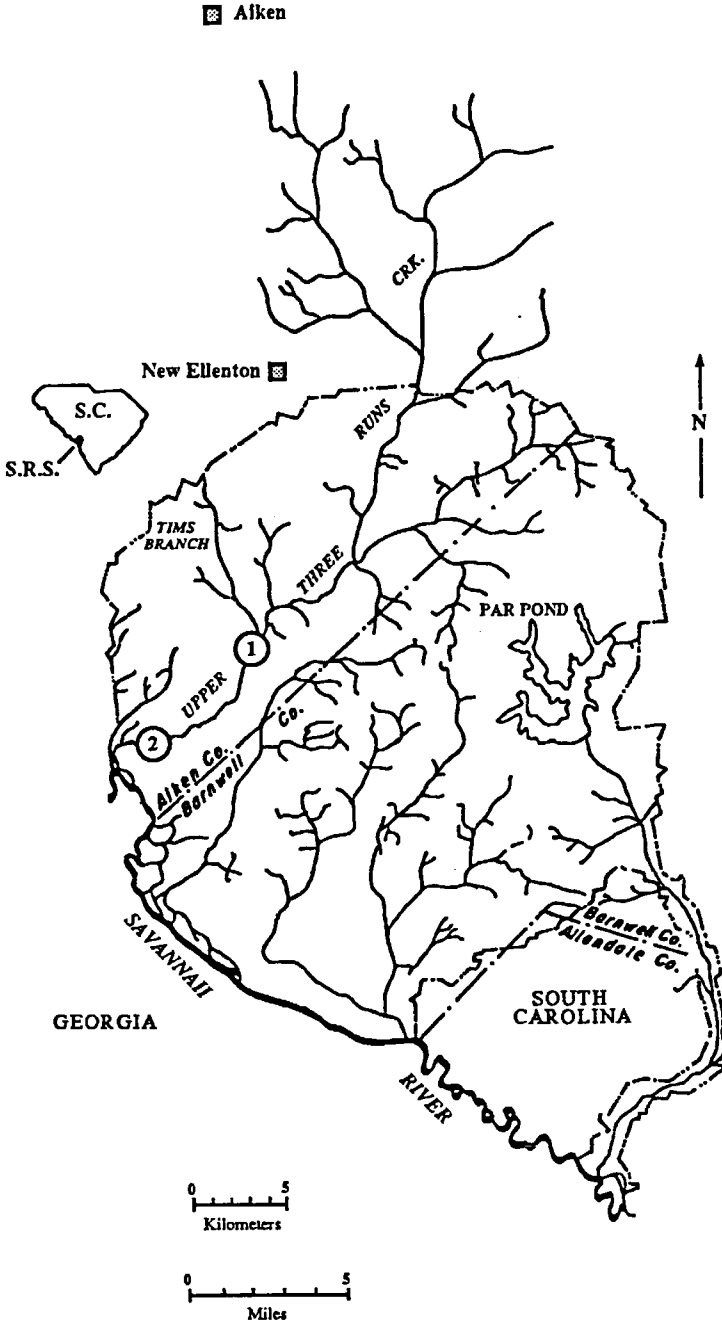 Aiken
CRK.
New Ellenton
S.C.
S.R.S.
RUNS
N
TIMS
BRANCH
THREE
PAR POND
1
UPPER
2
Aiken Co.
Barnwell
Co.
SAVANNAH
Barnwell Co.
Allendale Co.
GEORGIA
SOUTH
CAROLINA
RIVER
0 5
Kilometers
0 5
Miles